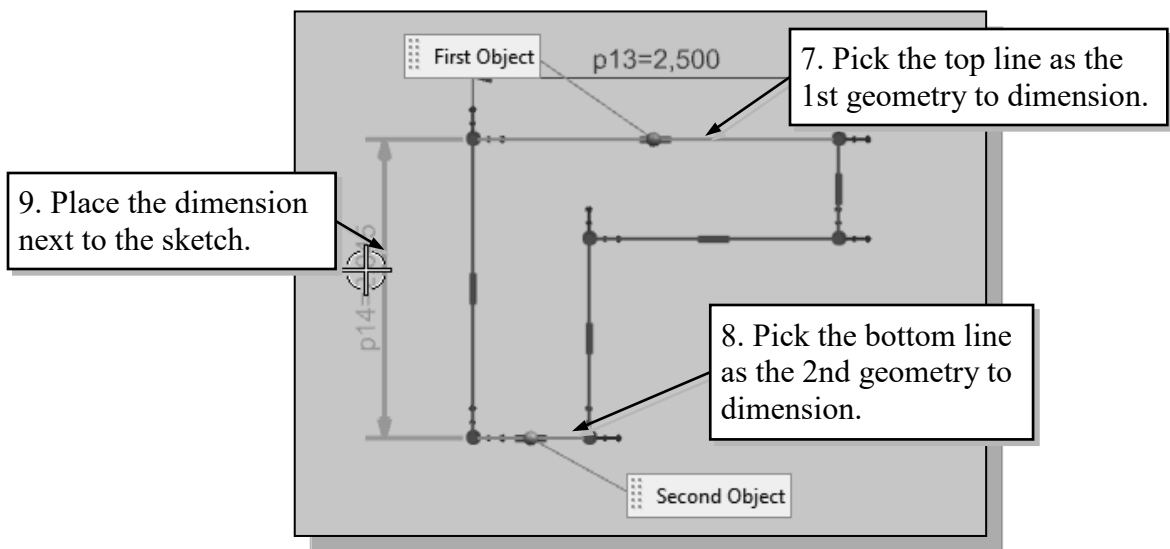 First Object
p13=2,500
7. Pick the top line as the
1st geometry to dimension.
9. Place the dimension
next to the sketch.
8. Pick the bottom line
as the 2nd geometry to
dimension.
Second Object